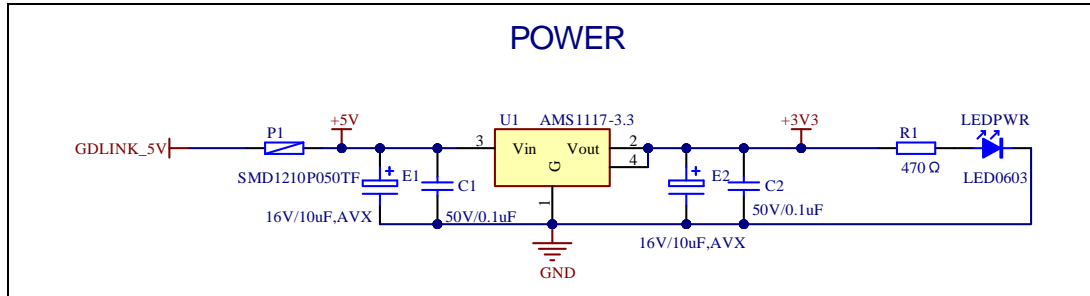 POWER
+5V
U1
AMS1117-3.3
+3V3
P1
R1
LEDPWR
GDLINK_5V
3
Vin
Vout
2
4
G
1
SMD1210P050TF
E1
C1
E2
C2
470 Ω
LED0603
16V/10uF,AVX
50V/0.1uF
16V/10uF,AVX
50V/0.1uF
+
+
GND